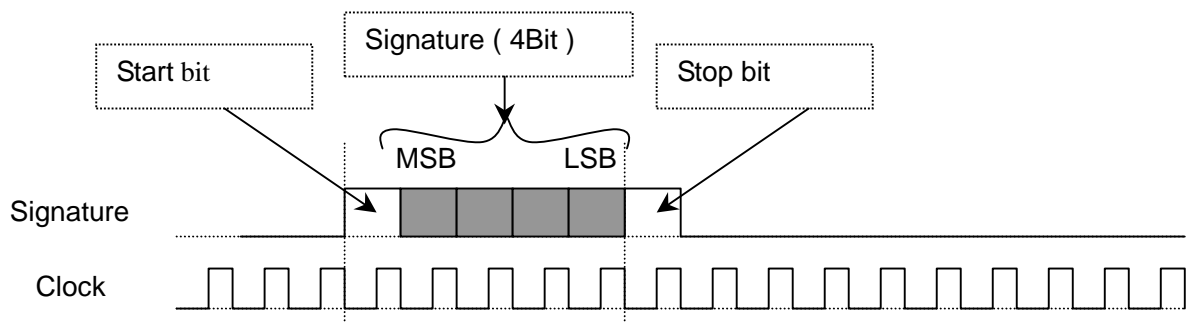 Signature ( 4Bit )
Start bit
Stop bit
MSB
LSB
Signature
Clock